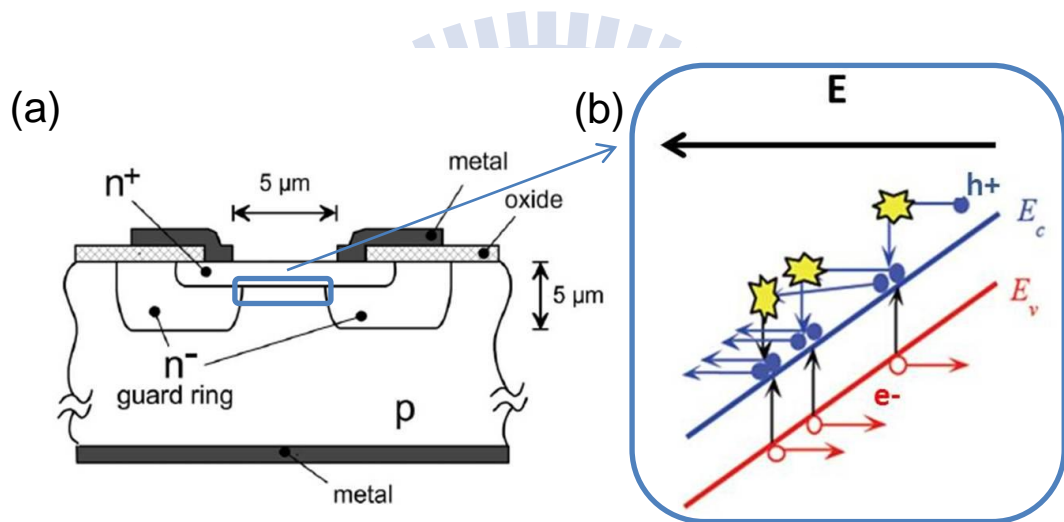 (a)
n+
5 µm
metal
oxide
5 µm
n-
guard ring
p
metal
(b)
E
h+
Ec
Ev
e-